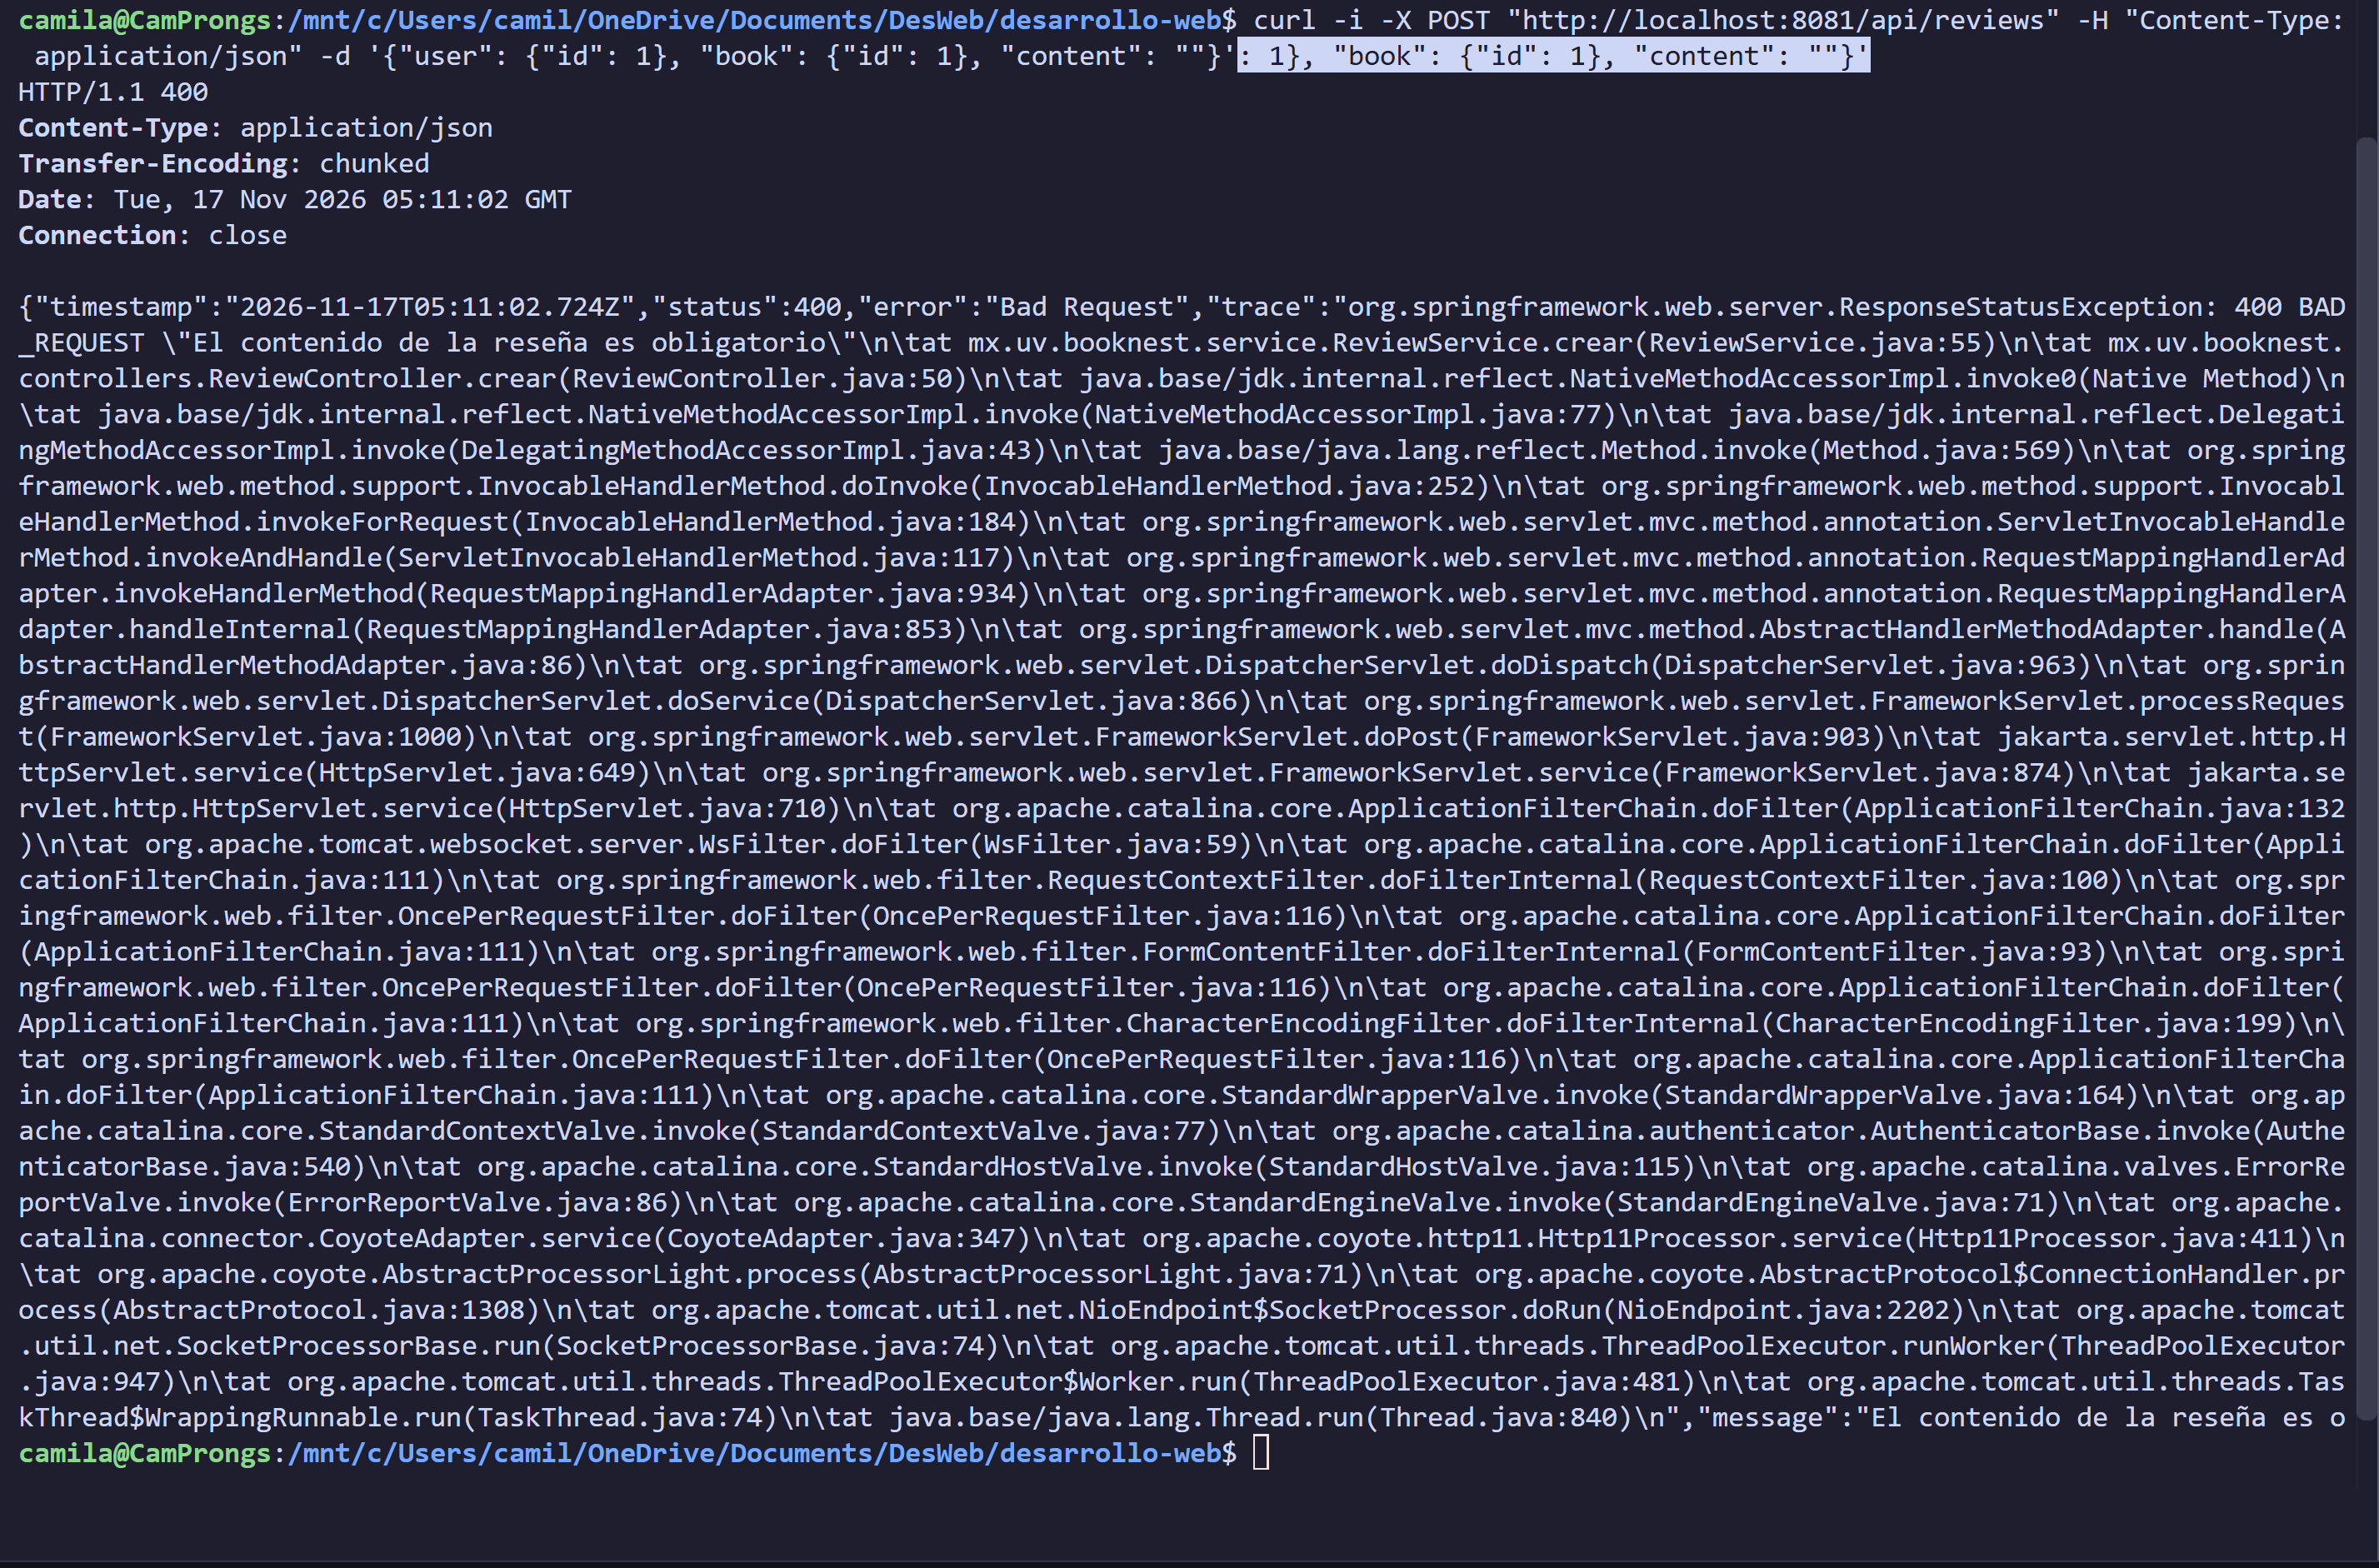 camila@CamProngs:/mnt/c/Users/camil/OneDrive/Documents/DesWeb/desarrollo-web$ curl -i -X POST "http://localhost:8081/api/reviews" -H "Content-Type:
 application/json" -d '{"user": {"id": 1}, "book": {"id": 1}, "content": ""}': 1}, "book": {"id": 1}, "content": ""}'
HTTP/1.1 400
Content-Type: application/json
Transfer-Encoding: chunked
Date: Tue, 17 Nov 2026 05:11:02 GMT
Connection: close

{"timestamp":"2026-11-17T05:11:02.724Z","status":400,"error":"Bad Request","trace":"org.springframework.web.server.ResponseStatusException: 400 BAD
_REQUEST \"El contenido de la reseña es obligatorio\"\n\tat mx.uv.booknest.service.ReviewService.crear(ReviewService.java:55)\n\tat mx.uv.booknest.
controllers.ReviewController.crear(ReviewController.java:50)\n\tat java.base/jdk.internal.reflect.NativeMethodAccessorImpl.invoke0(Native Method)\n
\tat java.base/jdk.internal.reflect.NativeMethodAccessorImpl.invoke(NativeMethodAccessorImpl.java:77)\n\tat java.base/jdk.internal.reflect.Delegati
ngMethodAccessorImpl.invoke(DelegatingMethodAccessorImpl.java:43)\n\tat java.base/java.lang.reflect.Method.invoke(Method.java:569)\n\tat org.spring
framework.web.method.support.InvocableHandlerMethod.doInvoke(InvocableHandlerMethod.java:252)\n\tat org.springframework.web.method.support.Invocabl
eHandlerMethod.invokeForRequest(InvocableHandlerMethod.java:184)\n\tat org.springframework.web.servlet.mvc.method.annotation.ServletInvocableHandle
rMethod.invokeAndHandle(ServletInvocableHandlerMethod.java:117)\n\tat org.springframework.web.servlet.mvc.method.annotation.RequestMappingHandlerAd
apter.invokeHandlerMethod(RequestMappingHandlerAdapter.java:934)\n\tat org.springframework.web.servlet.mvc.method.annotation.RequestMappingHandlerA
dapter.handleInternal(RequestMappingHandlerAdapter.java:853)\n\tat org.springframework.web.servlet.mvc.method.AbstractHandlerMethodAdapter.handle(A
bstractHandlerMethodAdapter.java:86)\n\tat org.springframework.web.servlet.DispatcherServlet.doDispatch(DispatcherServlet.java:963)\n\tat org.sprin
gframework.web.servlet.DispatcherServlet.doService(DispatcherServlet.java:866)\n\tat org.springframework.web.servlet.FrameworkServlet.processReques
t(FrameworkServlet.java:1000)\n\tat org.springframework.web.servlet.FrameworkServlet.doPost(FrameworkServlet.java:903)\n\tat jakarta.servlet.http.H
ttpServlet.service(HttpServlet.java:649)\n\tat org.springframework.web.servlet.FrameworkServlet.service(FrameworkServlet.java:874)\n\tat jakarta.se
rvlet.http.HttpServlet.service(HttpServlet.java:710)\n\tat org.apache.catalina.core.ApplicationFilterChain.doFilter(ApplicationFilterChain.java:132
)\n\tat org.apache.tomcat.websocket.server.WsFilter.doFilter(WsFilter.java:59)\n\tat org.apache.catalina.core.ApplicationFilterChain.doFilter(Appli
cationFilterChain.java:111)\n\tat org.springframework.web.filter.RequestContextFilter.doFilterInternal(RequestContextFilter.java:100)\n\tat org.spr
ingframework.web.filter.OncePerRequestFilter.doFilter(OncePerRequestFilter.java:116)\n\tat org.apache.catalina.core.ApplicationFilterChain.doFilter
(ApplicationFilterChain.java:111)\n\tat org.springframework.web.filter.FormContentFilter.doFilterInternal(FormContentFilter.java:93)\n\tat org.spri
ngframework.web.filter.OncePerRequestFilter.doFilter(OncePerRequestFilter.java:116)\n\tat org.apache.catalina.core.ApplicationFilterChain.doFilter(
ApplicationFilterChain.java:111)\n\tat org.springframework.web.filter.CharacterEncodingFilter.doFilterInternal(CharacterEncodingFilter.java:199)\n\
tat org.springframework.web.filter.OncePerRequestFilter.doFilter(OncePerRequestFilter.java:116)\n\tat org.apache.catalina.core.ApplicationFilterCha
in.doFilter(ApplicationFilterChain.java:111)\n\tat org.apache.catalina.core.StandardWrapperValve.invoke(StandardWrapperValve.java:164)\n\tat org.ap
ache.catalina.core.StandardContextValve.invoke(StandardContextValve.java:77)\n\tat org.apache.catalina.authenticator.AuthenticatorBase.invoke(Authe
nticatorBase.java:540)\n\tat org.apache.catalina.core.StandardHostValve.invoke(StandardHostValve.java:115)\n\tat org.apache.catalina.valves.ErrorRe
portValve.invoke(ErrorReportValve.java:86)\n\tat org.apache.catalina.core.StandardEngineValve.invoke(StandardEngineValve.java:71)\n\tat org.apache.
catalina.connector.CoyoteAdapter.service(CoyoteAdapter.java:347)\n\tat org.apache.coyote.http11.Http11Processor.service(Http11Processor.java:411)\n
\tat org.apache.coyote.AbstractProcessorLight.process(AbstractProcessorLight.java:71)\n\tat org.apache.coyote.AbstractProtocol$ConnectionHandler.pr
ocess(AbstractProtocol.java:1308)\n\tat org.apache.tomcat.util.net.NioEndpoint$SocketProcessor.doRun(NioEndpoint.java:2202)\n\tat org.apache.tomcat
.util.net.SocketProcessorBase.run(SocketProcessorBase.java:74)\n\tat org.apache.tomcat.util.threads.ThreadPoolExecutor.runWorker(ThreadPoolExecutor
.java:947)\n\tat org.apache.tomcat.util.threads.ThreadPoolExecutor$Worker.run(ThreadPoolExecutor.java:481)\n\tat org.apache.tomcat.util.threads.Tas
kThread$WrappingRunnable.run(TaskThread.java:74)\n\tat java.base/java.lang.Thread.run(Thread.java:840)\n","message":"El contenido de la reseña es o
camila@CamProngs:/mnt/c/Users/camil/OneDrive/Documents/DesWeb/desarrollo-web$